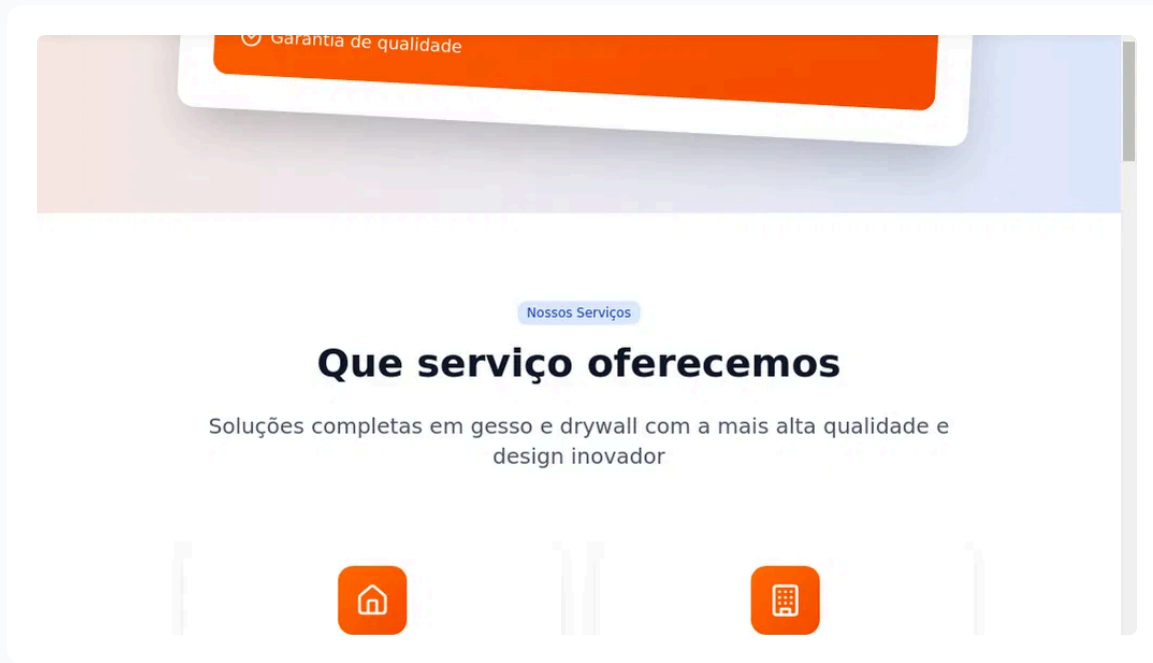 Garantia de qualidade
Nossos Serviços
Que serviço oferecemos
Soluções completas em gesso e drywall com a mais alta qualidade e
design inovador